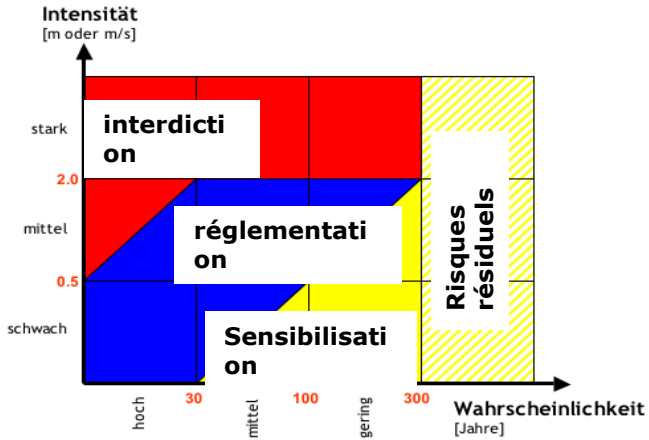 Intensität
[m oder m/s]
stark
interdicti
on
2.0
mittel
réglementati
on
Risques
résiduels
0.5
schwach
Sensibilisati
on
hoch
30
mittel
100
gering
300
Wahrscheinlichkeit
[Jahre]